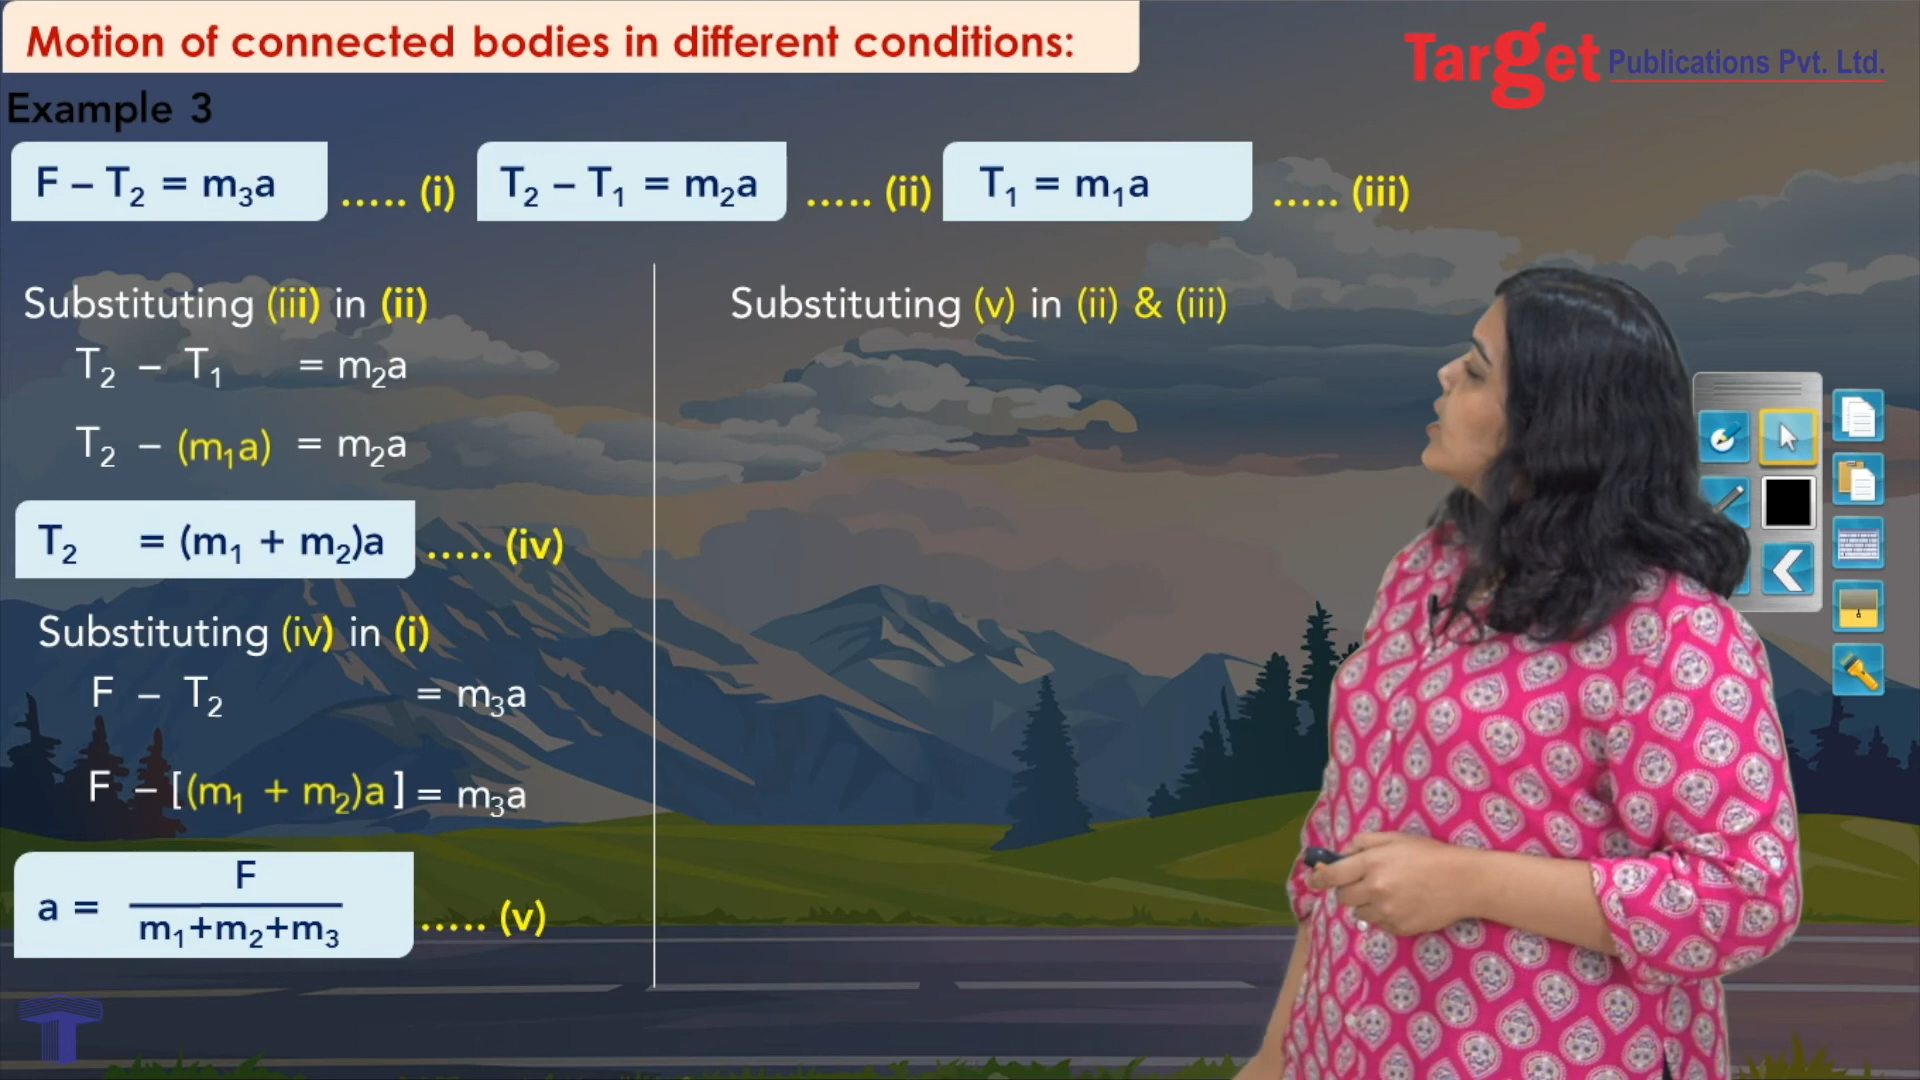 Motion of connected bodies in different conditions:
Target Publications Pvt. Ltd.
Example 3
F – T₂ = m₃a ..... (i) T₂ – T₁ = m₂a ..... (ii) T₁ = m₁a ..... (iii)
Substituting (iii) in (ii)
T₂ – T₁ = m₂a
T₂ – (m₁a) = m₂a
T₂ = (m₁ + m₂)a ..... (iv)
Substituting (iv) in (i)
F – T₂ = m₃a
F – [(m₁ + m₂)a] = m₃a
a = F / m₁+m₂+m₃ ..... (v)
Substituting (v) in (ii) & (iii)
T